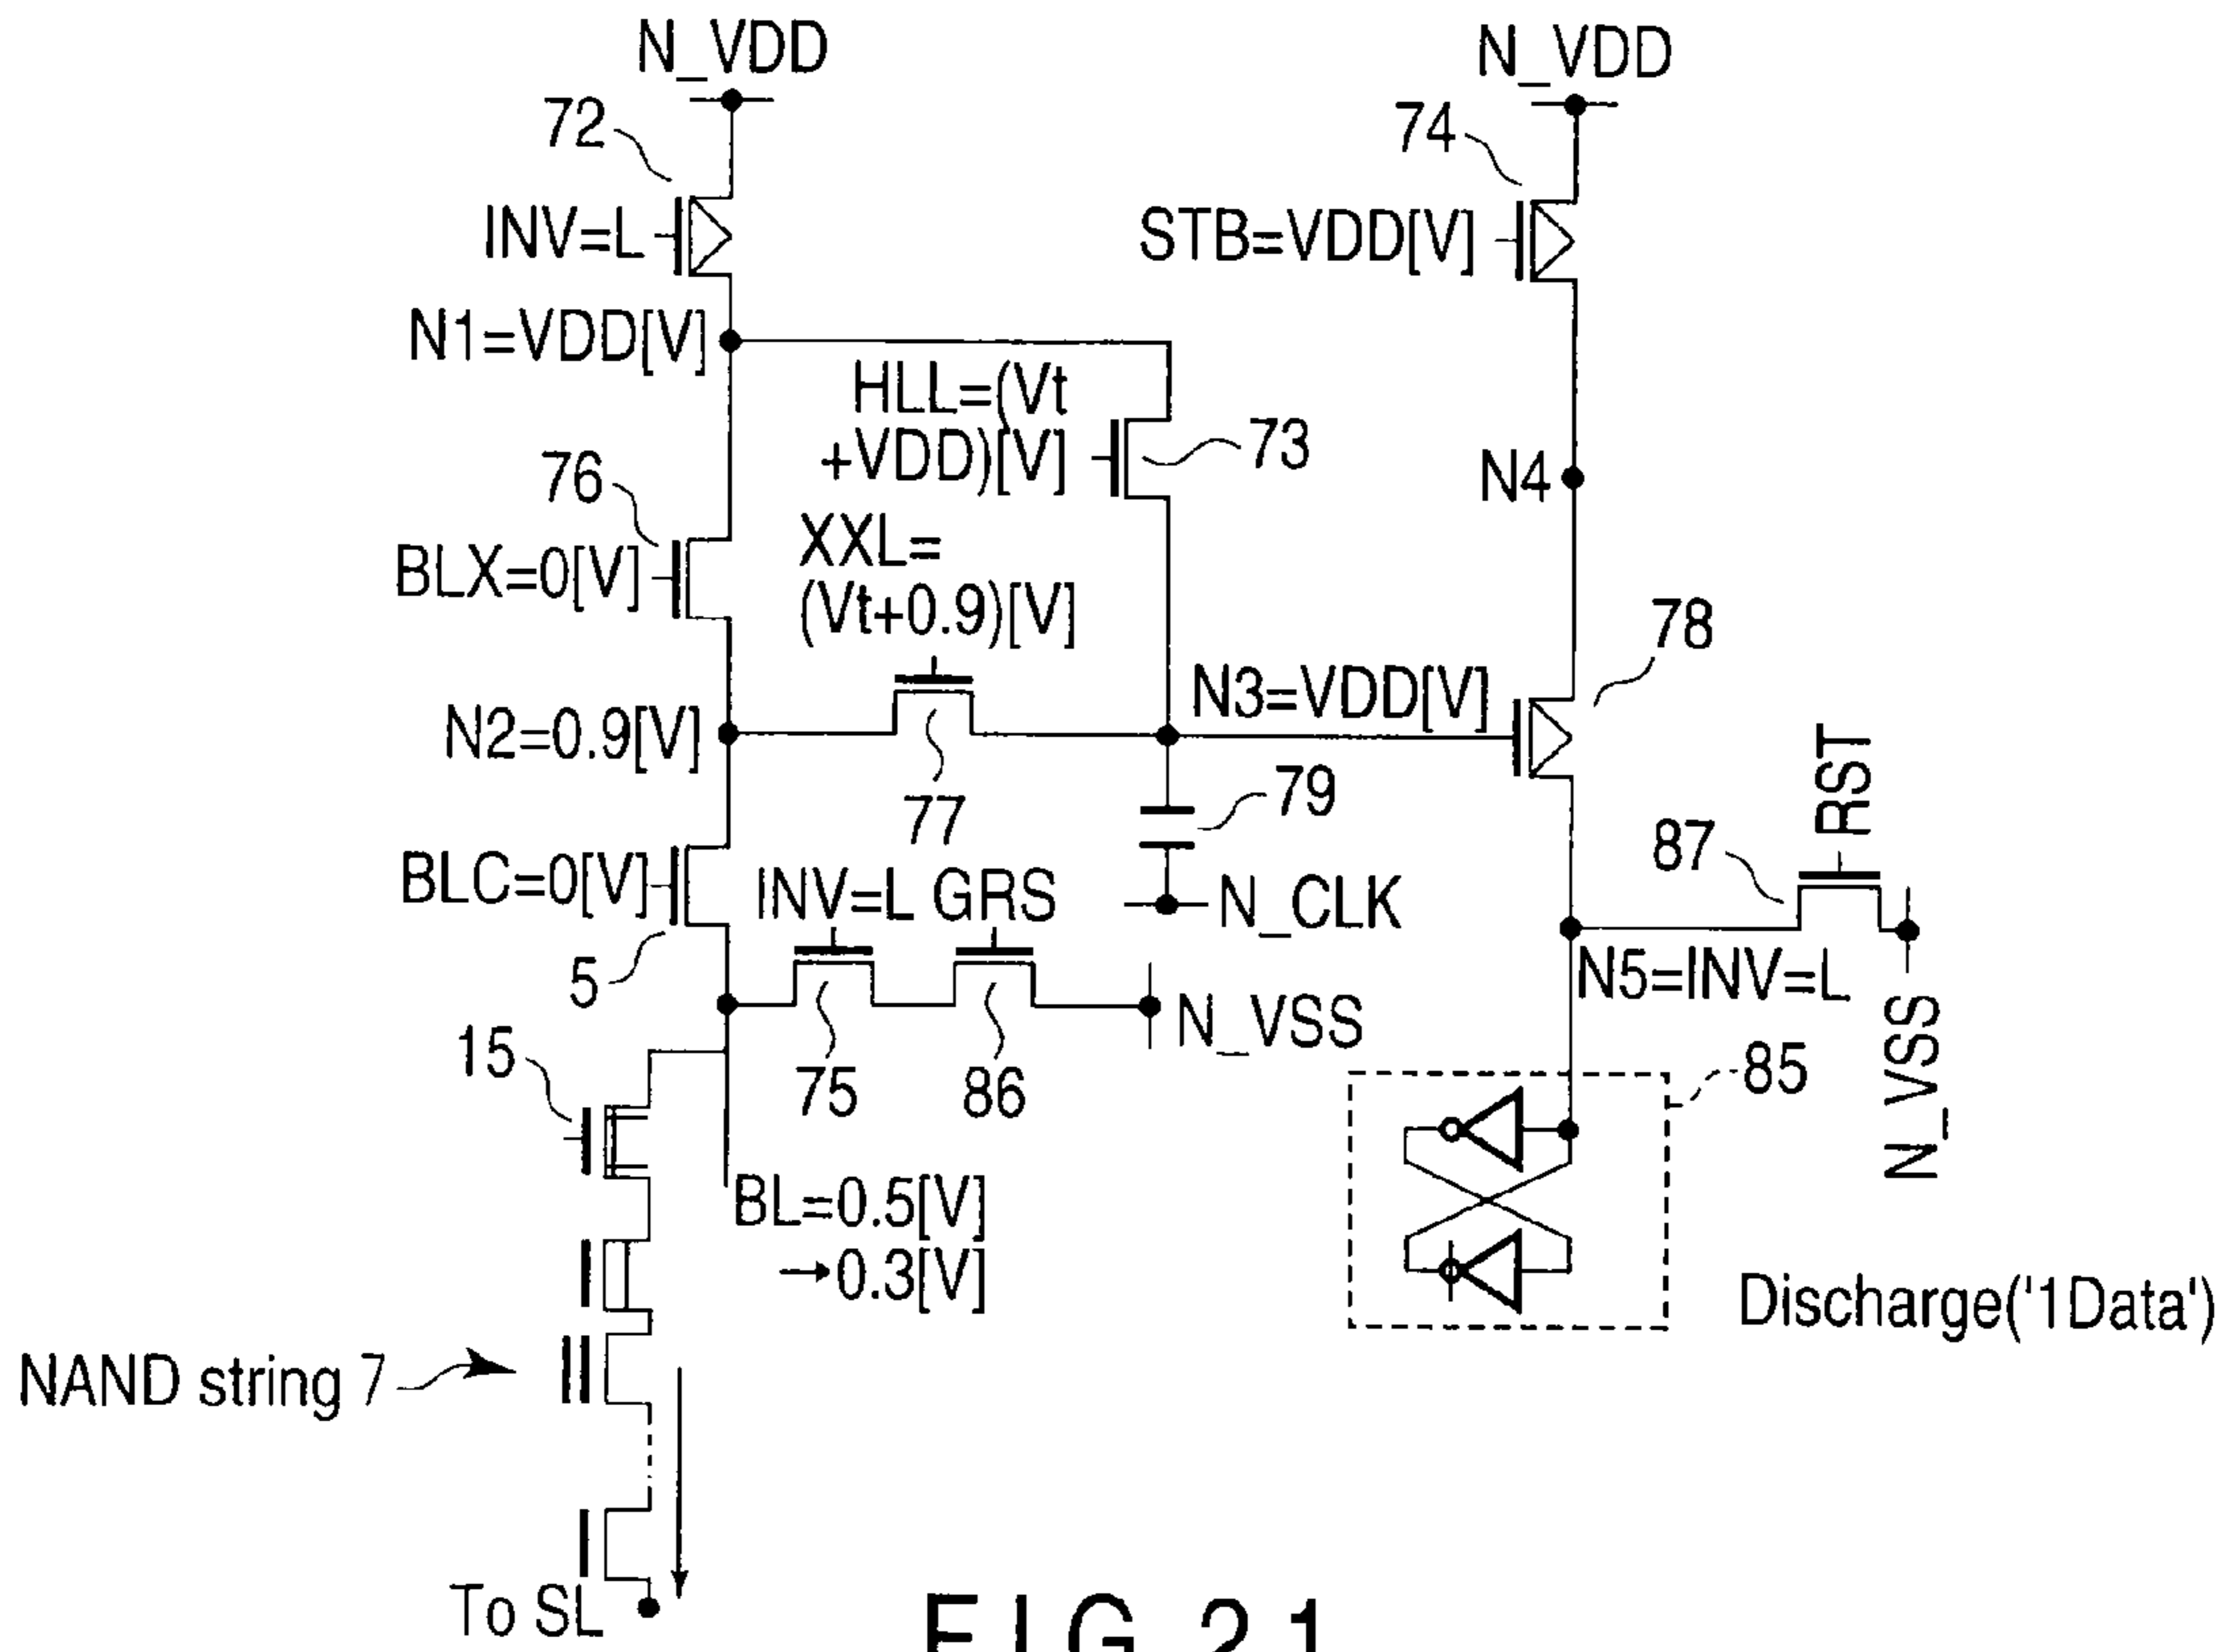 N_VDD
N_VDD
72
74
INV=L
STB=VDD[V]
N1=VDD[V]
HLL=(Vt
+VDD)[V]
73
76
N4
XXL=
(Vt+0.9)[V]
BLX=0[V]
78
N3=VDD[V]
N2=0.9[V]
79
77
RST
87
BLC=0[V]
INV=L GRS
N_CLK
5
N5=INV=L
N_VSS
N_VSS
15
75
86
85
BL=0.5[V]
→0.3[V]
Discharge('1Data')
NAND string 7
To SL
FIG. 21